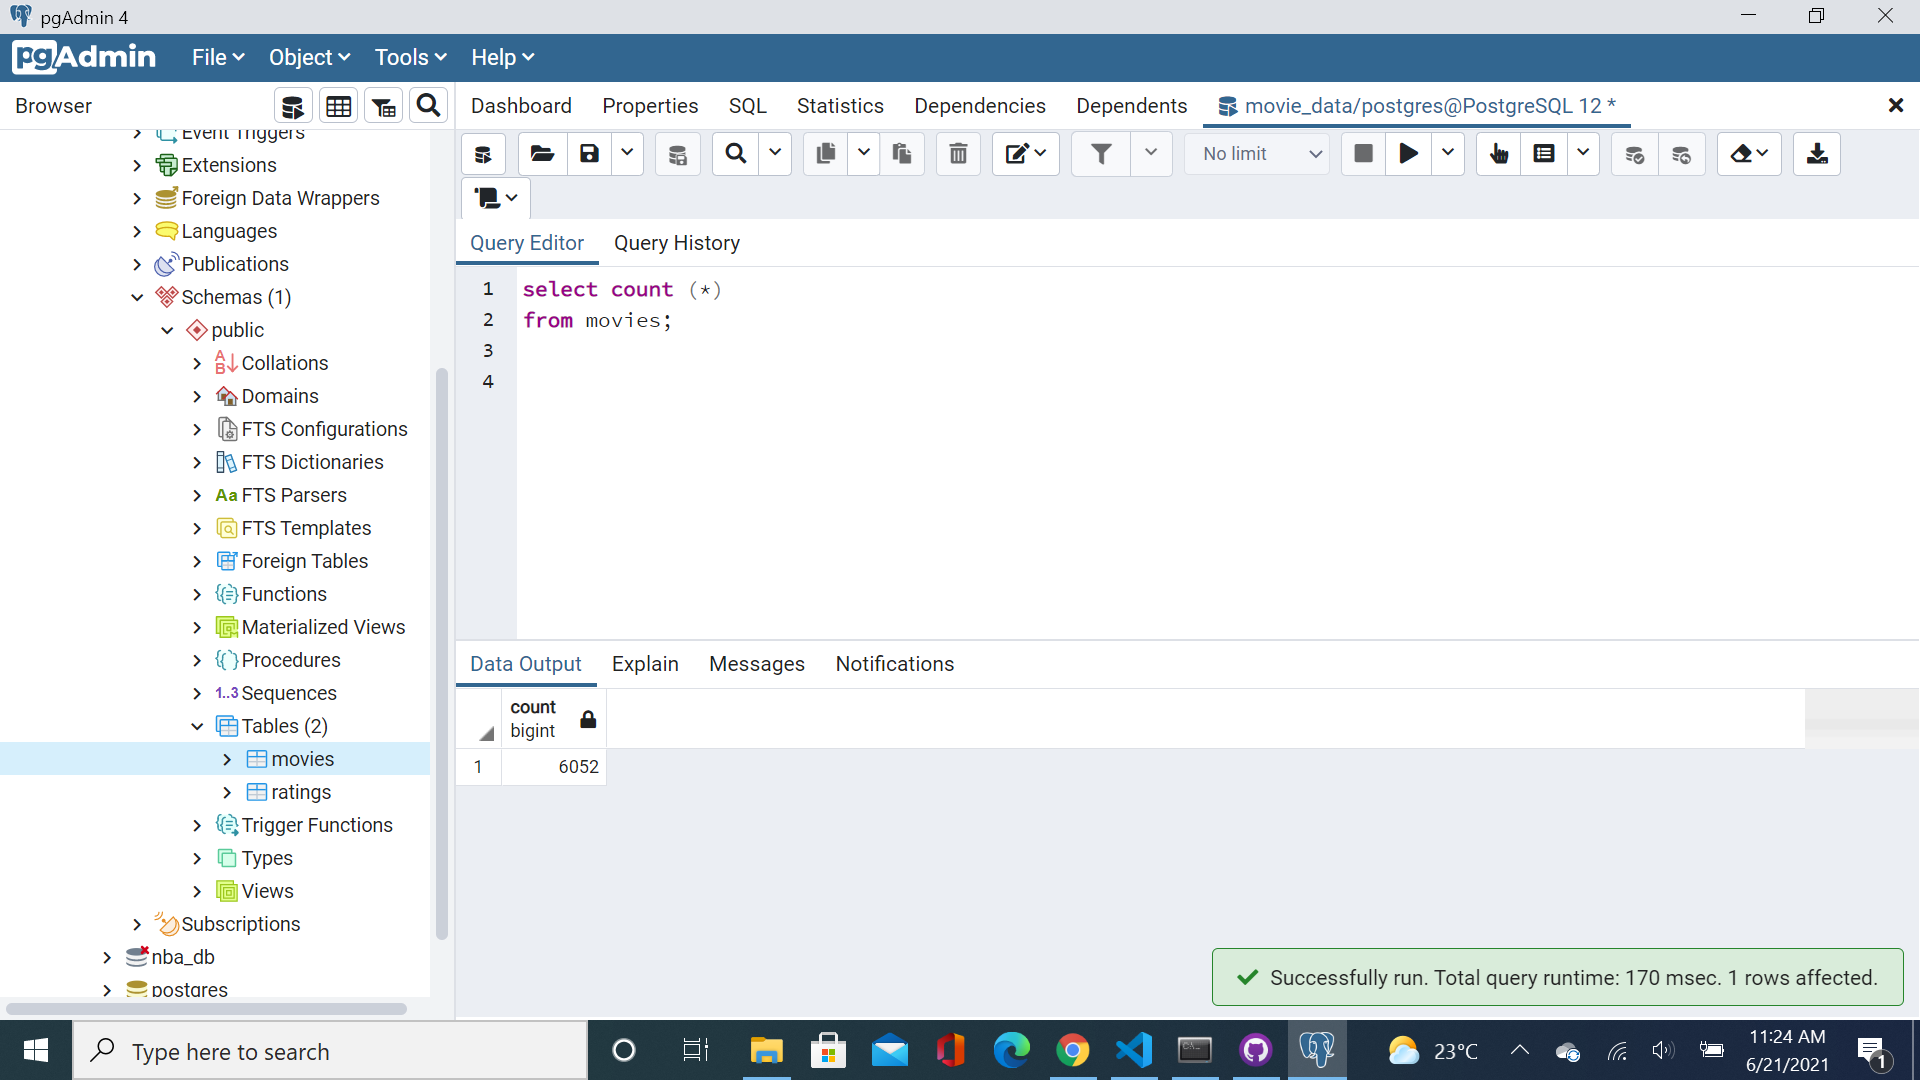 pgAdmin 4
pgAdmin File Object Tools Help
Browser
Dashboard Properties SQL Statistics Dependencies Dependents movie_data/postgres@PostgreSQL 12 *
No limit
Event Triggers
Extensions
Foreign Data Wrappers
Languages
Publications
Schemas (1)
public
Collations
Domains
FTS Configurations
FTS Dictionaries
Aa FTS Parsers
FTS Templates
Foreign Tables
Functions
Materialized Views
Procedures
1..3 Sequences
Tables (2)
movies
ratings
Trigger Functions
Types
Views
Subscriptions
nba_db
postgres
Query Editor Query History
1 select count (*)
2 from movies;
3
4
Data Output Explain Messages Notifications
count
bigint
1 6052
Successfully run. Total query runtime: 170 msec. 1 rows affected.
Type here to search
23°C
11:24 AM
6/21/2021
1